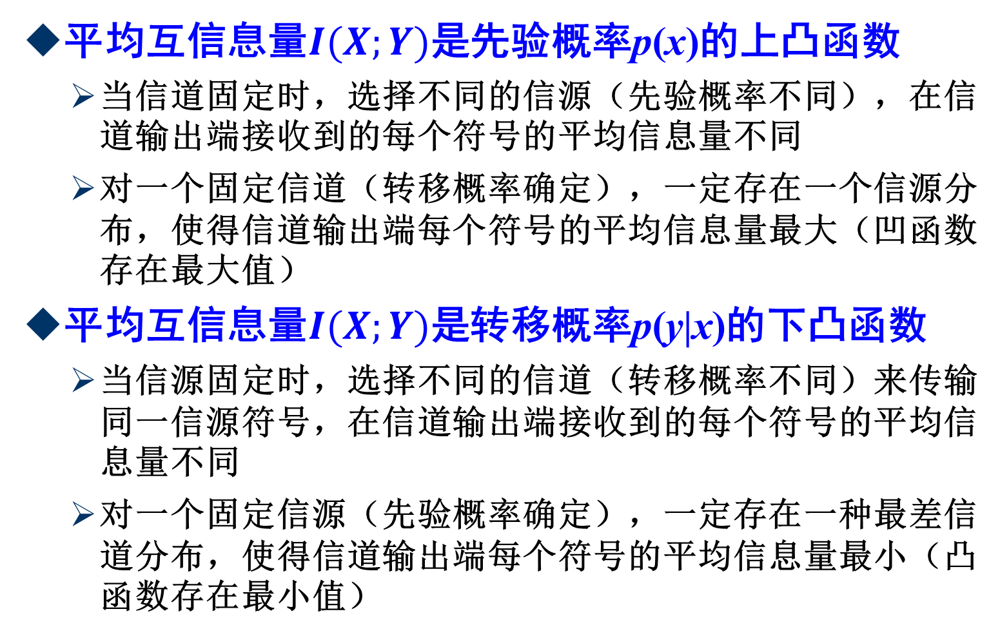 平均互信息量I(X;Y)是先验概率p(x)的上凸函数
当信道固定时，选择不同的信源（先验概率不同），在信
道输出端接收到的每个符号的平均信息量不同
对一个固定信道（转移概率确定），一定存在一个信源分
布，使得信道输出端每个符号的平均信息量最大（凹函数
存在最大值）
平均互信息量I(X;Y)是转移概率p(y|x)的下凸函数
当信源固定时，选择不同的信道（转移概率不同）来传输
同一信源符号，在信道输出端接收到的每个符号的平均信
息量不同
对一个固定信源（先验概率确定），一定存在一种最差信
道分布，使得信道输出端每个符号的平均信息量最小（凸
函数存在最小值）